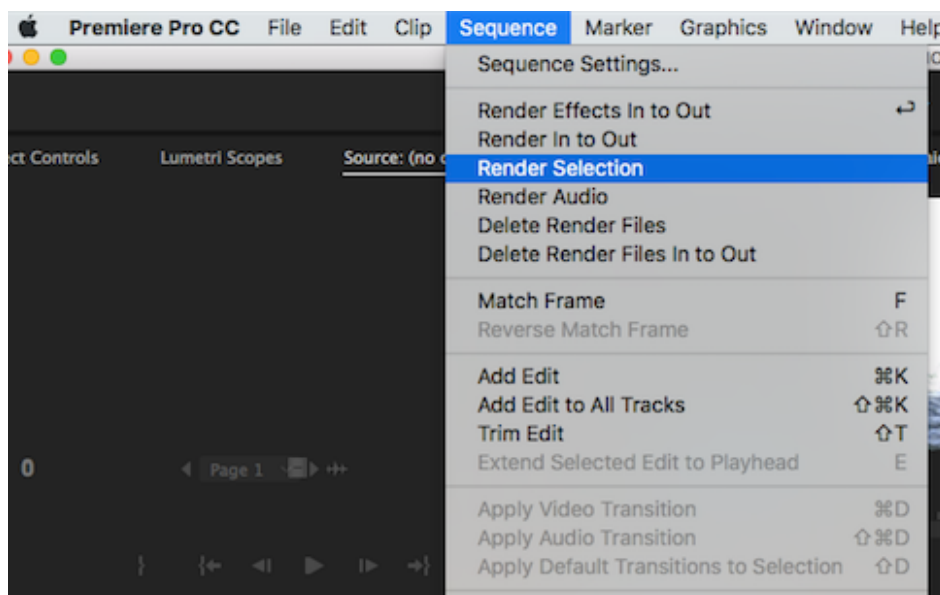 Premiere Pro CC File Edit Clip Sequence Marker Graphics Window Help
Sequence Settings...
Render Effects In to Out ↩
Render In to Out
ct Controls Lumetri Scopes Source: (no c
Render Selection
Render Audio
Delete Render Files
Delete Render Files In to Out
Match Frame F
Reverse Match Frame ⇧R
Add Edit ⌘K
Add Edit to All Tracks ⇧⌘K
Trim Edit ⇧T
0 Page 1
Extend Selected Edit to Playhead E
Apply Video Transition ⌘D
Apply Audio Transition ⇧⌘D
Apply Default Transitions to Selection ⇧D